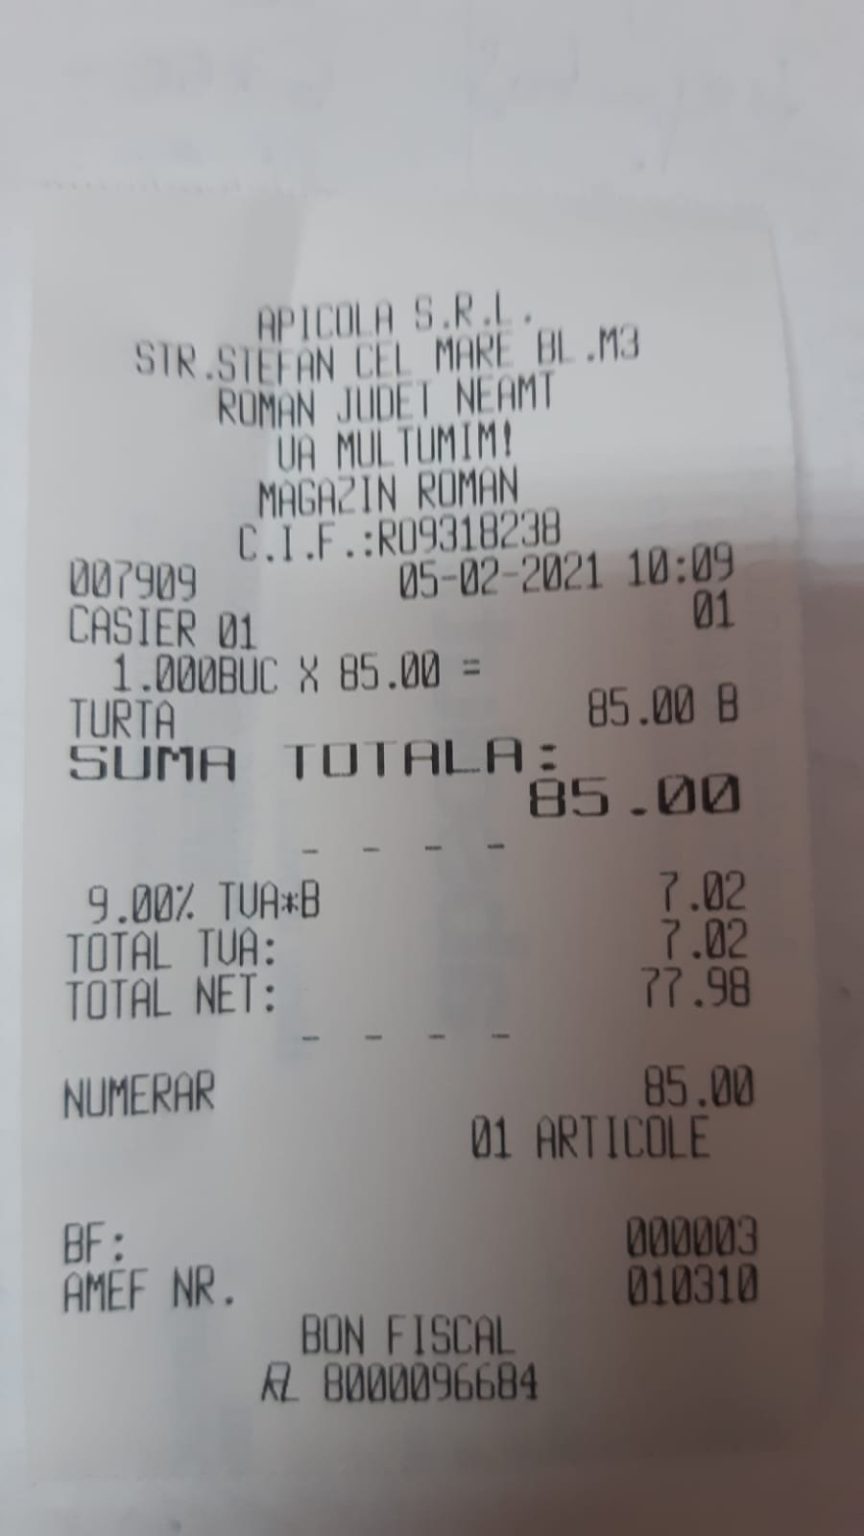 APICOLA S.R.L.
STR.STEFAN CEL MARE BL.M3
ROMAN JUDET NEAMT
VA MULTUMIM!
MAGAZIN ROMAN
C.I.F.:RO9318238
007909 05-02-2021 10:09
CASIER 01 01
1.000BUC X 85.00 =
TURTA 85.00 B
SUMA TOTALA:
85.00
- - - -
9.00% TVA*B 7.02
TOTAL TVA: 7.02
TOTAL NET: 77.98
- - - -
NUMERAR 85.00
01 ARTICOLE
BF: 000003
AMEF NR. 010310
BON FISCAL
8000096684